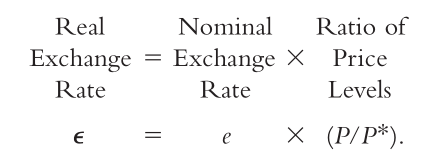 Real Nominal Ratio of
Exchange = Exchange × Price
Rate Rate Levels
ϵ = e × (P/P*).